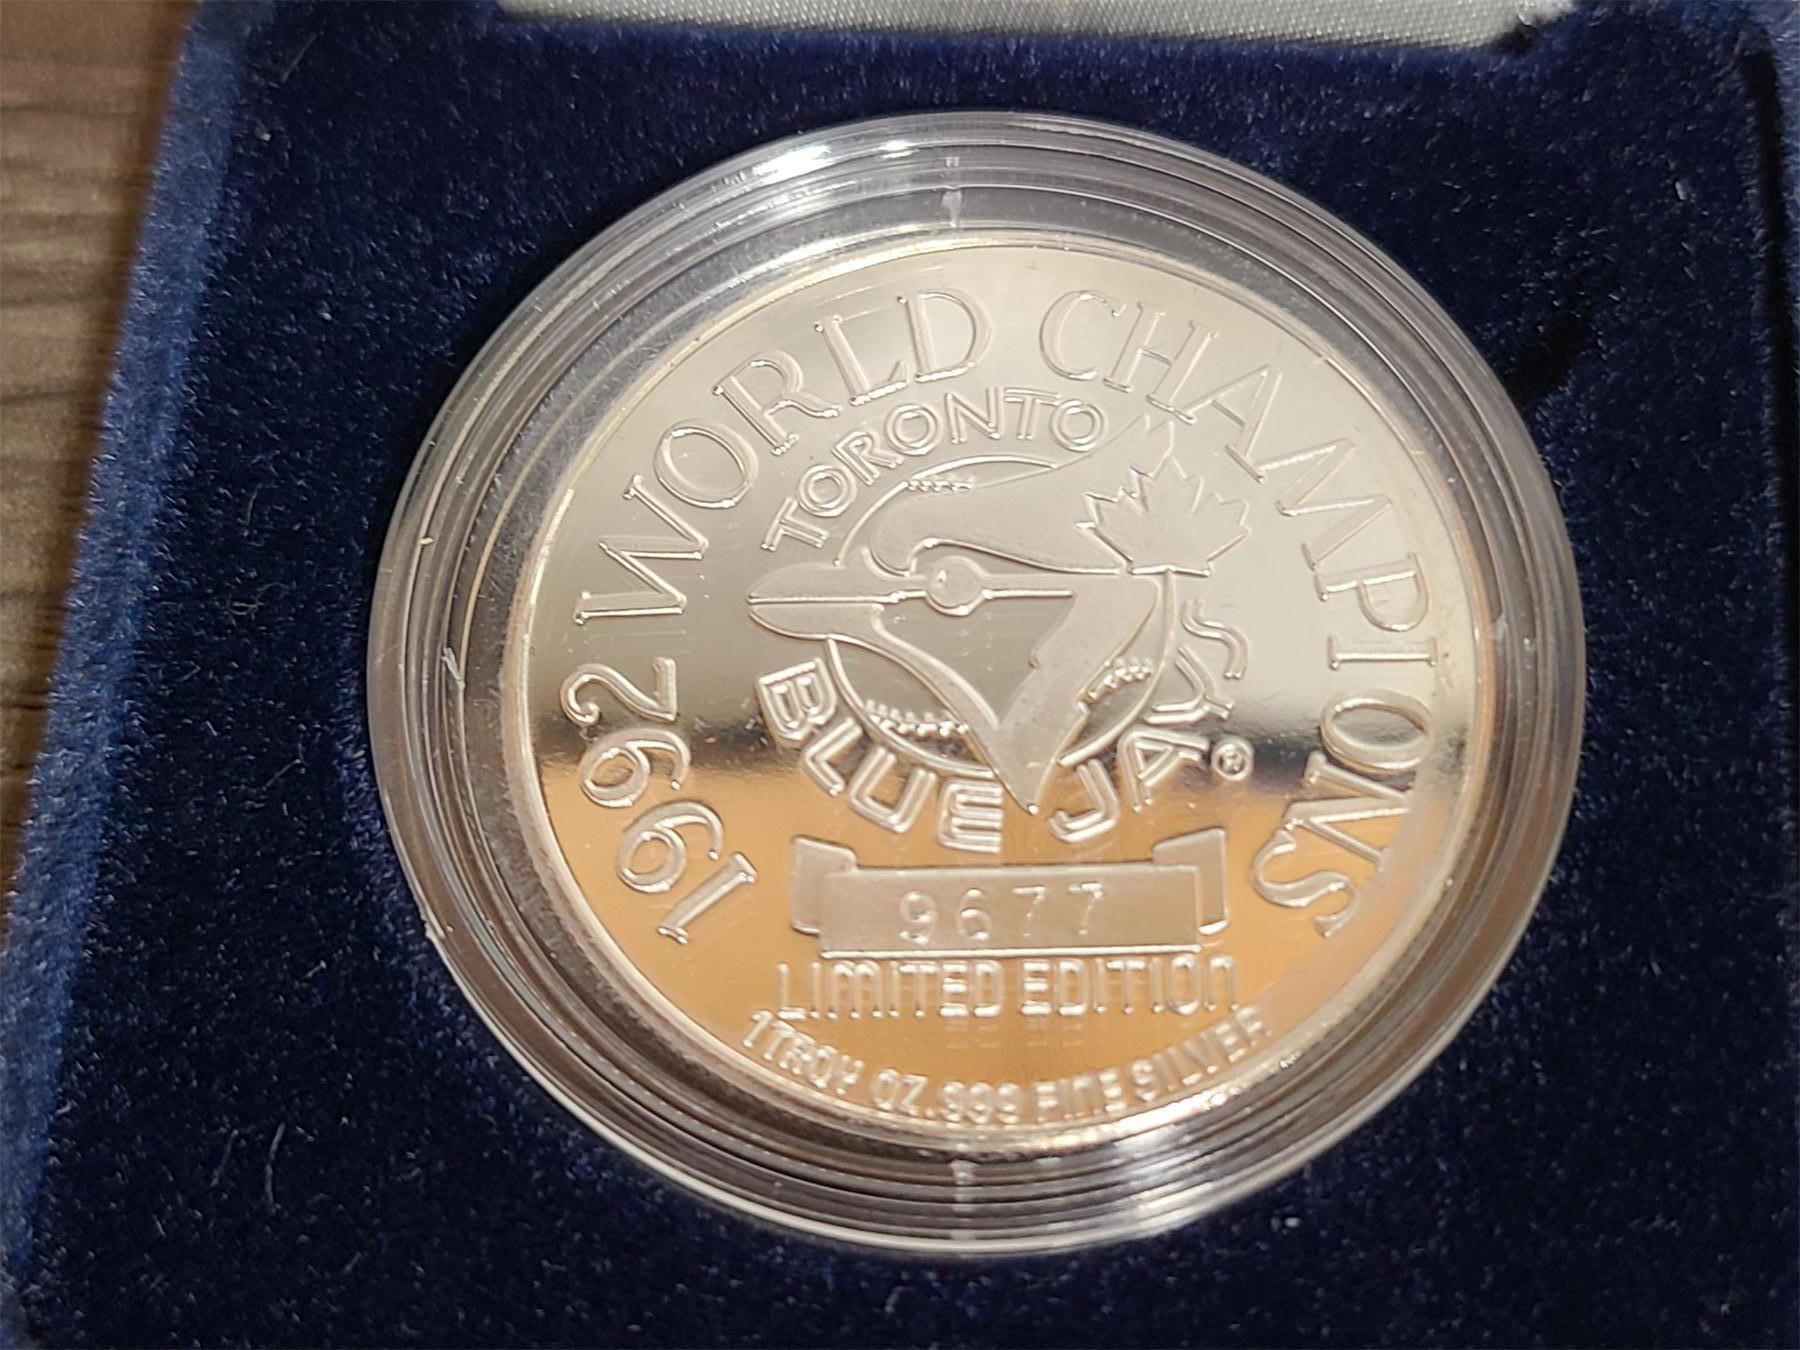 1992 WORLD CHAMPIONS
TORONTO
BLUE JAYS®
9677
LIMITED EDITION
1 TROY OZ .999 FINE SILVER